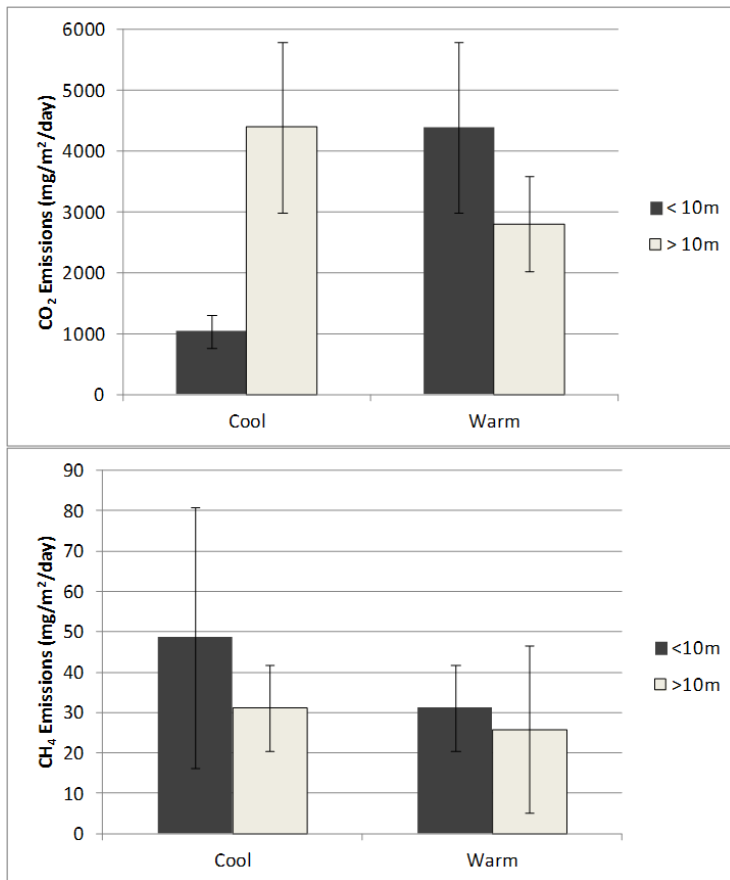 CO₂ Emissions (mg/m²/day)
6000
5000
4000
3000
2000
1000
0
Cool
Warm
< 10m
> 10m
CH₄ Emissions (mg/m²/day)
90
80
70
60
50
40
30
20
10
0
Cool
Warm
<10m
>10m